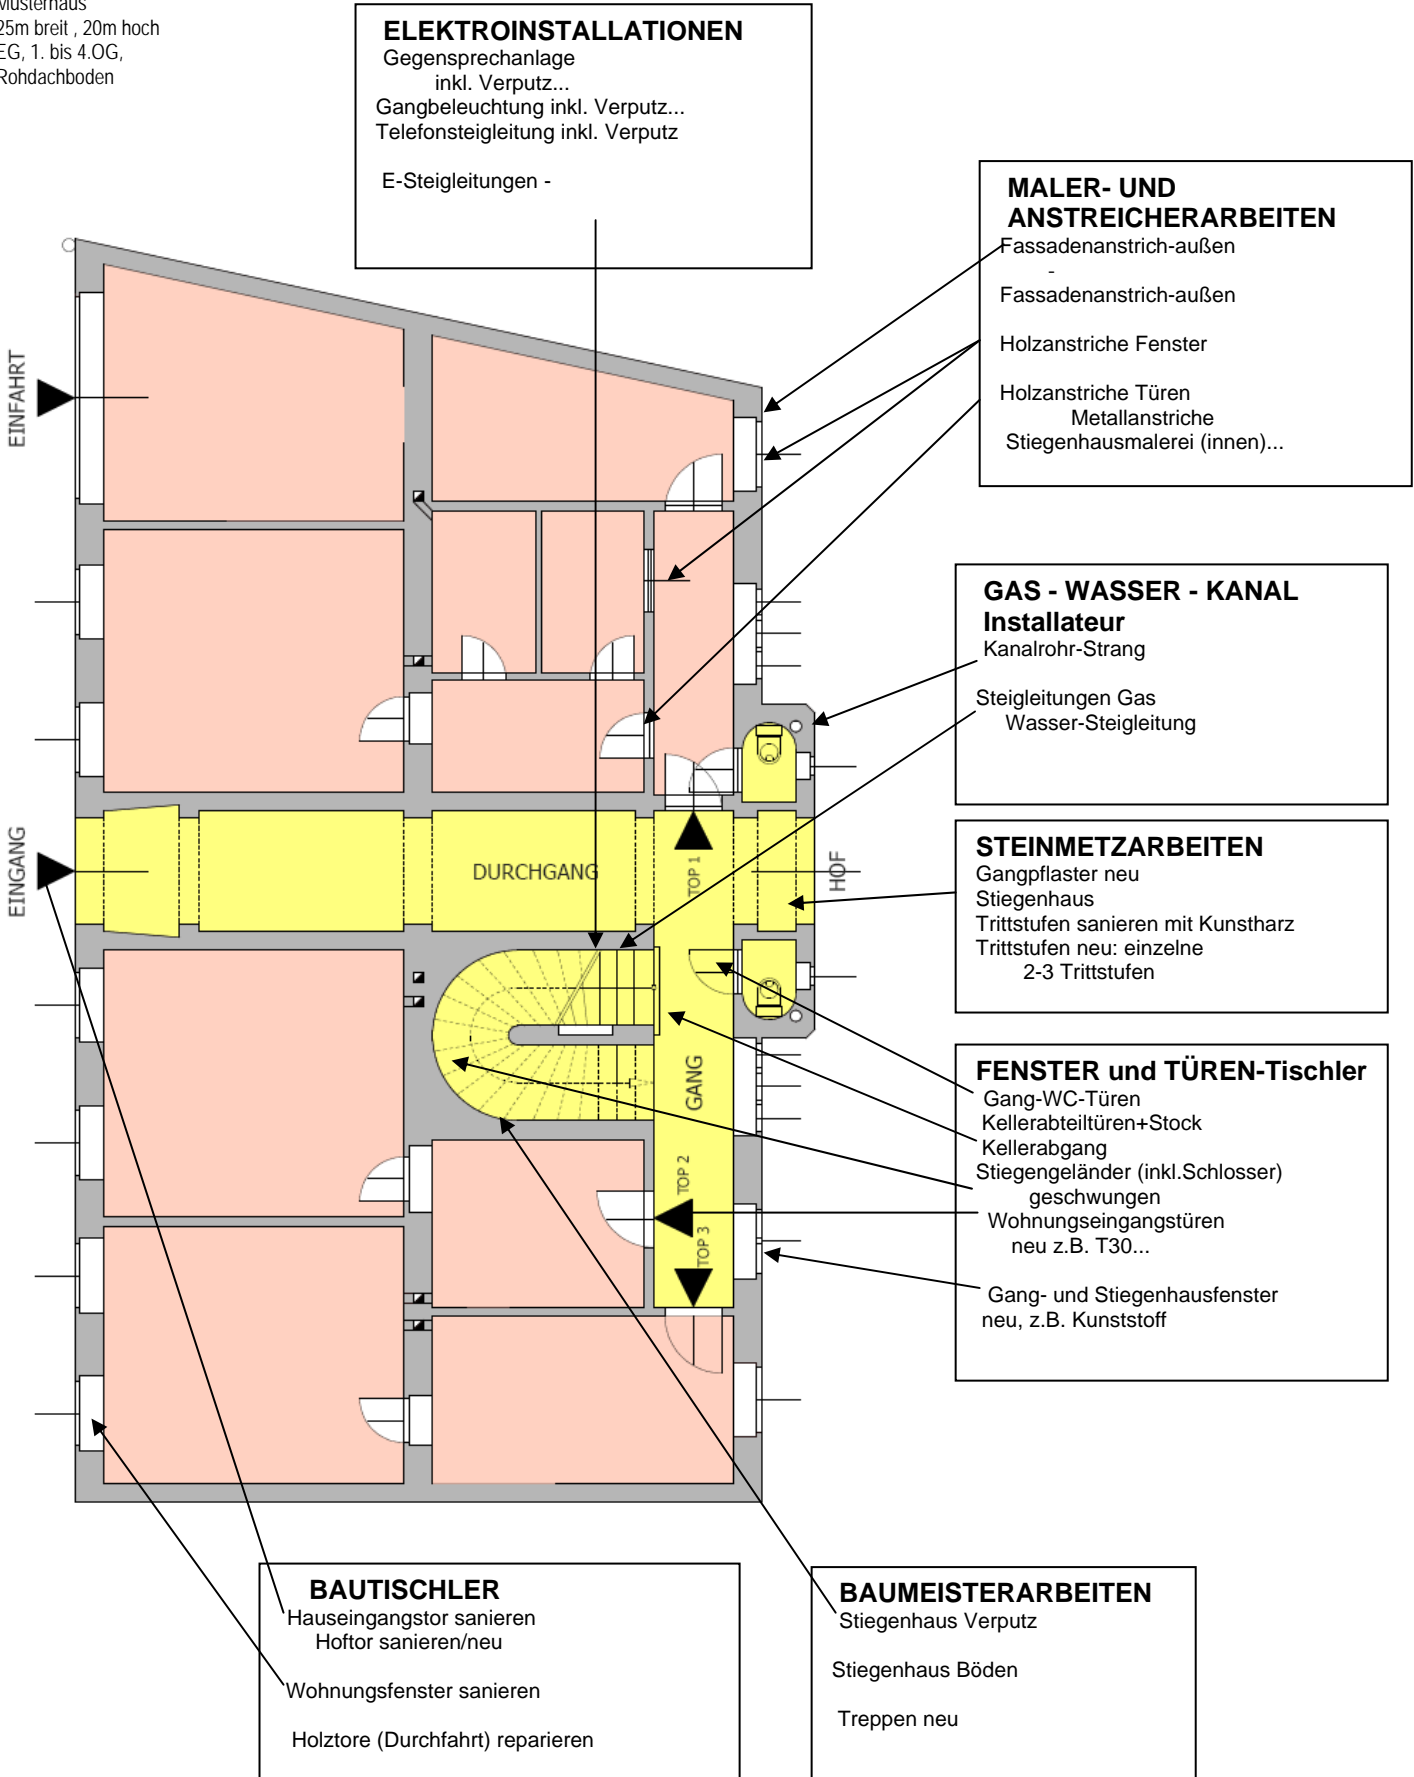 Musterhaus
25m breit , 20m hoch
EG, 1. bis 4.OG,
Rohdachboden
ELEKTROINSTALLATIONEN
Gegensprechanlage
inkl. Verputz...
Gangbeleuchtung inkl. Verputz...
Telefonsteigleitung inkl. Verputz
E-Steigleitungen -
MALER- UND
ANSTREICHERARBEITEN
Fassadenanstrich-außen
-
Fassadenanstrich-außen
Holzanstriche Fenster
Holzanstriche Türen
Metallanstriche
Stiegenhausmalerei (innen)...
EINFAHRT
GAS - WASSER - KANAL
Installateur
Kanalrohr-Strang
Steigleitungen Gas
Wasser-Steigleitung
EINGANG
DURCHGANG
TOP 1
HOF
STEINMETZARBEITEN
Gangpflaster neu
Stiegenhaus
Trittstufen sanieren mit Kunstharz
Trittstufen neu: einzelne
2-3 Trittstufen
GANG
TOP 2
TOP 3
FENSTER und TÜREN-Tischler
Gang-WC-Türen
Kellerabteiltüren+Stock
Kellerabgang
Stiegengeländer (inkl.Schlosser)
geschwungen
Wohnungseingangstüren
neu z.B. T30...
Gang- und Stiegenhausfenster
neu, z.B. Kunststoff
BAUTISCHLER
Hauseingangstor sanieren
Hoftor sanieren/neu
Wohnungsfenster sanieren
Holztore (Durchfahrt) reparieren
BAUMEISTERARBEITEN
Stiegenhaus Verputz
Stiegenhaus Böden
Treppen neu